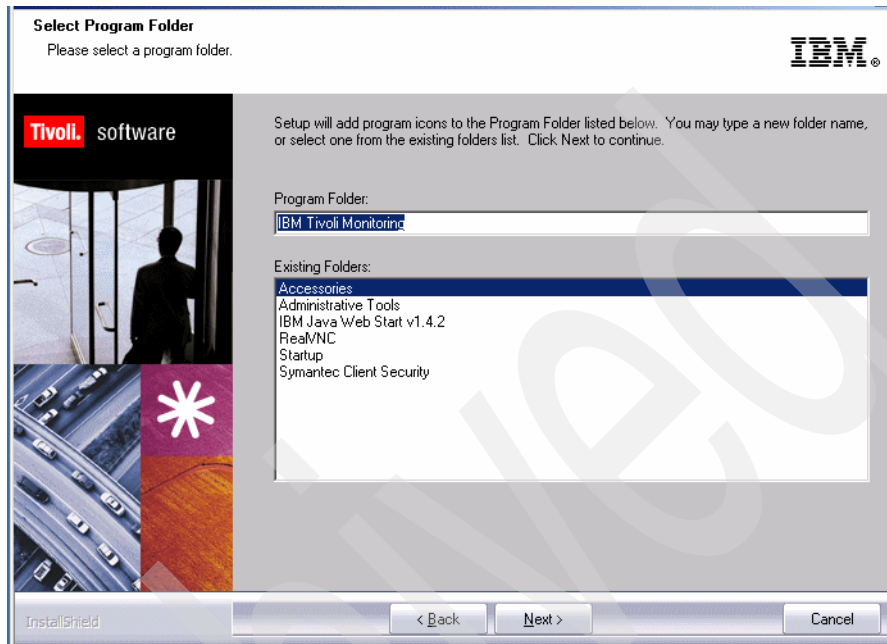 Select Program Folder
Please select a program folder.
IBM®
Tivoli. software
Setup will add program icons to the Program Folder listed below. You may type a new folder name,
or select one from the existing folders list. Click Next to continue.
Program Folder:
IBM Tivoli Monitoring
Existing Folders:
Accessories
Administrative Tools
IBM Java Web Start v1.4.2
RealVNC
Startup
Symantec Client Security
InstallShield
< Back
Next >
Cancel